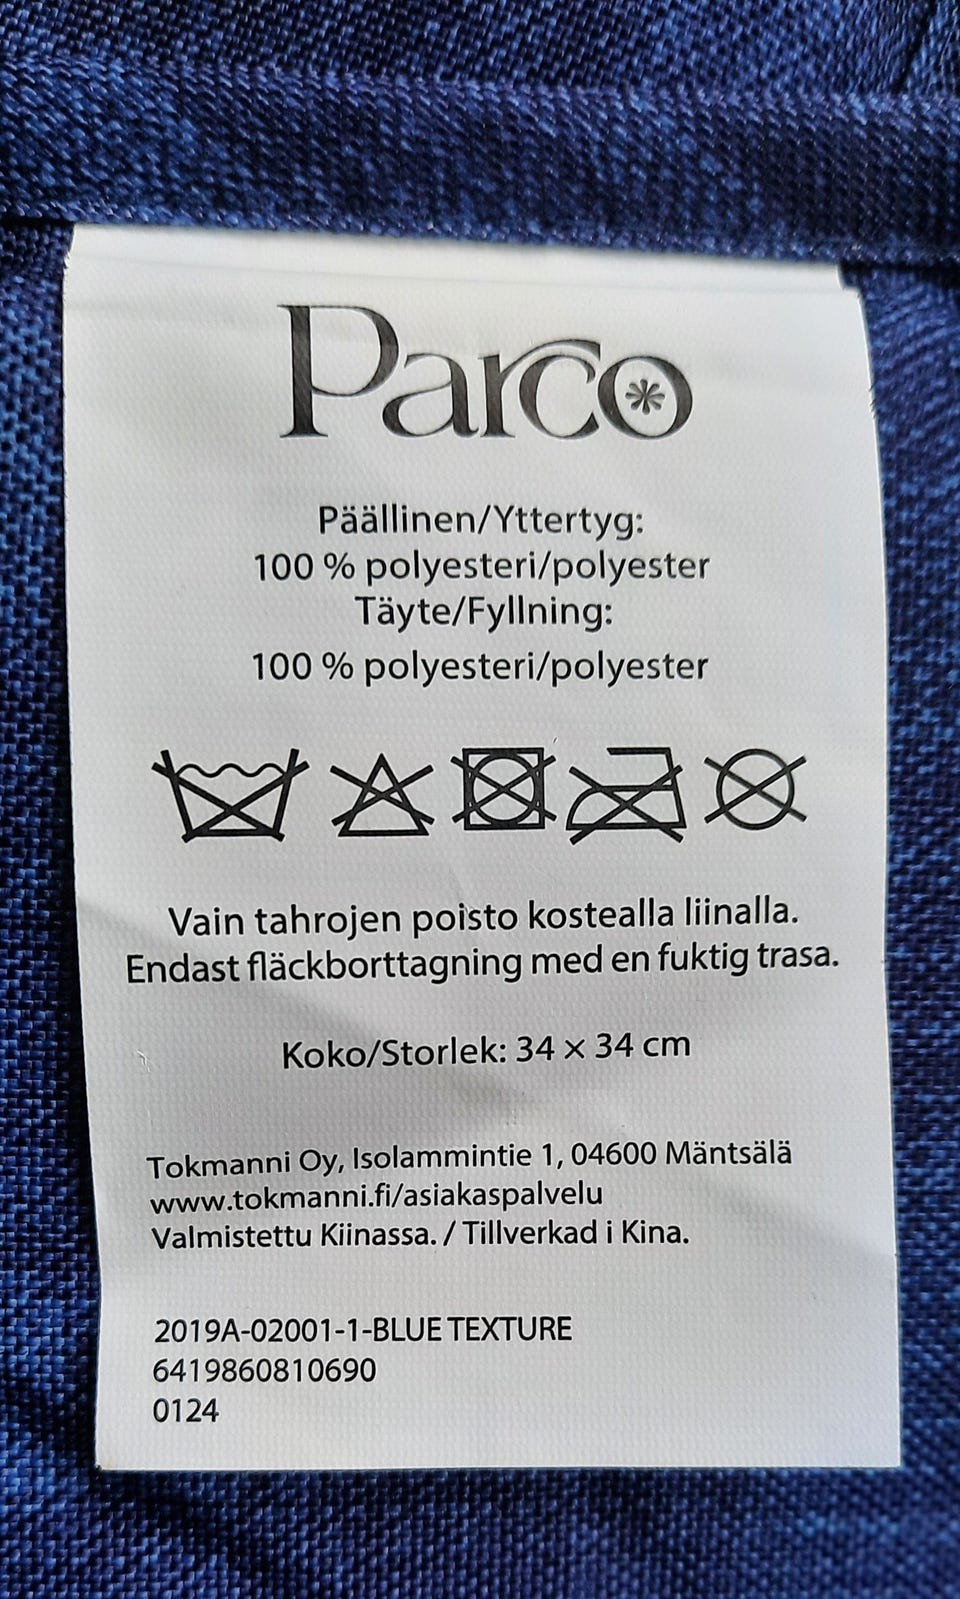 Parco
Päällinen/Yttertyg:
100 % polyesteri/polyester
Täyte/Fyllning:
100 % polyesteri/polyester
Vain tahrojen poisto kostealla liinalla.
Endast fläckborttagning med en fuktig trasa.
Koko/Storlek: 34 × 34 cm
Tokmanni Oy, Isolammintie 1, 04600 Mäntsälä
www.tokmanni.fi/asiakaspalvelu
Valmistettu Kiinassa. / Tillverkad i Kina.
2019A-02001-1-BLUE TEXTURE
6419860810690
0124